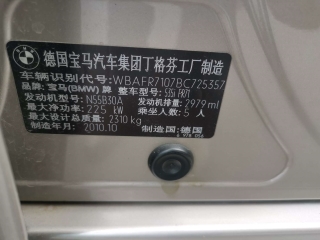 德国宝马汽车集团丁格芬工厂制造
车辆识别代号:WBAFR7107BC725357
品牌:宝马(BMW)牌 整车型号:535i FR71
发动机型号:N55B30A 发动机排量:2979 ml
最大净功率:225 kW 乘坐人数:5 人
最大设计总质量:2310 kg
制造年月:2010.10 制造国:德国